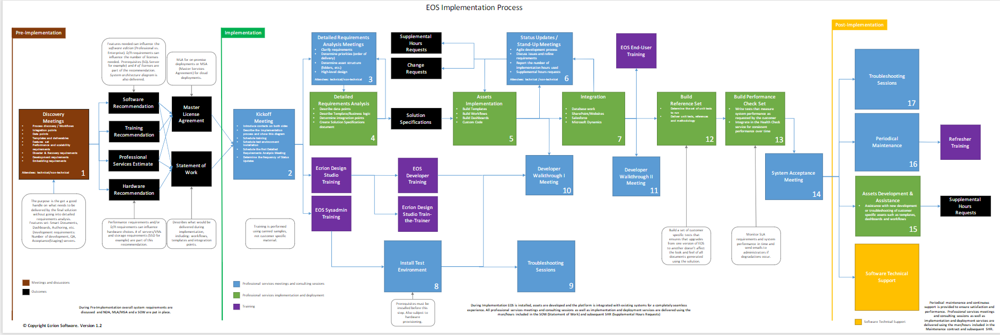 EOS Implementation Process
Pre-Implementation
Implementation
Post-Implementation
Features needed can influence the
software edition (Professional vs.
Enterprise). D/R requirements can
influence the number of licenses
needed. Prerequisites (SQL Server
for example) and # of licenses are
part of the recommendation.
System architecture diagram is
also delivered.
MLA for on premise
deployments or MSA
(Master Services
Agreement) for cloud
deployments.
Discovery
Meetings
Process discovery / Workflows
Integration points
Data points
Templates and deliverables
Features set
Performance and scalability
requirements
Disaster & Recovery requirements
Development requirements
Embedding requirements
Attendees: technical/non-technical
1
Software
Recommendation
Training
Recommendation
Professional
Services Estimate
Hardware
Recommendation
Master
License
Agreement
Statement of
Work
The purpose is the get a good
handle on what needs to be
delivered by the final solution
without going into detailed
requirements analysis.
Features set: Smart Documents,
Dashboards, Authoring, etc.
Development requirements:
Number of development, QA,
Acceptance(Staging) servers.
Performance requirements and/or
D/R requirements can influence
hardware choices. # of servers/VMs
and storage requirements (SSD for
example) are part of this
recommendation.
Describes what would be
delivered during
implementation,
including: workflows,
templates and integration
points.
Kickoff
Meeting
Introduce contacts on both sides
Describe the Implementation
process and show this diagram
Schedule training
Schedule test environment
installation
Schedule the first Detailed
Requirements Analysis Meeting
Determine the frequency of Status
Updates
2
Detailed Requirements
Analysis Meetings
Clarify requirements
Determine priorities (order of
delivery)
Determine asset structure
(folders, etc.)
High-level design
Attendees: technical/non-technical
3
Detailed
Requirements Analysis
Describe data points
Describe Template/Business logic
Determine integration points
Create Solution Specifications
document
4
Supplemental
Hours
Requests
Change
Requests
Solution
Specifications
Assets
Implementation
Build Templates
Build Workflows
Build Dashboards
Custom Code
5
Status Updates /
Stand-Up Meetings
Agile development process
Discuss issues and refine
requirements
Report the number of
implementation hours used
Supplemental hours requests
Attendees: technical /non-technical
6
Integration
Database work
SharePoint/Websites
Salesforce
Microsoft Dynamics
7
EOS End-User
Training
Build
Reference Set
Determine the set of unit tests
to run
Deliver unit tests, references
and methodology
12
Build Performance
Check Set
Write tests that measure
system performance as
requested by the customer
Integrate in the Health Check
service for consistent
performance over time
13
Ecrion Design
Studio
Training
EOS Sysadmin
Training
EOS
Developer
Training
Ecrion Design
Studio Train-
the-Trainer
Training is performed
using canned samples,
not customer specific
material.
Developer
Walkthrough I
Meeting
10
Developer
Walkthrough II
Meeting
11
System Acceptance
Meeting
14
Install Test
Environment
8
Troubleshooting
Sessions
9
Prerequisites must be
installed before this
step. Also subject to
hardware
provisioning.
Build a set of customer
specific tests that
ensures that upgrades
from one version of EOS
to another doesn't affect
the look and feel of all
documents generated
using the solution.
Monitor SLA
requirements and system
performance in time and
send emails to
administrators if
degradations occur.
Troubleshooting
Sessions
17
Periodical
Maintenance
16
Refresher
Training
Assets Development &
Assistance
Assistance with new development
or troubleshooting of customer
specific assets such as templates,
dashboards and workflows
15
Supplemental
Hours
Requests
Software Technical
Support
Meetings and discussions
Outcomes
Professional services meetings and consulting sessions
Professional services implementation and deployment
Training
Software Technical Support
During Pre-Implementation overall system requirements are
discussed and NDA, MLA/MSA and a SOW are put in place.
During Implementation EOS is installed, assets are developed and the platform is integrated with existing systems for a completely seamless
experience. All professional services meetings and consulting sessions as well as implementation and deployment services are delivered using the
man/hours included in the SOW (Statement of Work) and subsequent SHR (Supplemental Hours Requests)
Periodical maintenance and continuous
support is provided to ensure satisfaction and
performance. Professional services meetings
and consulting sessions as well as
implementation and deployment services are
delivered using the man/hours included in the
Maintenance contract and subsequent SHR.
© Copyright Ecrion Software. Version 1.2